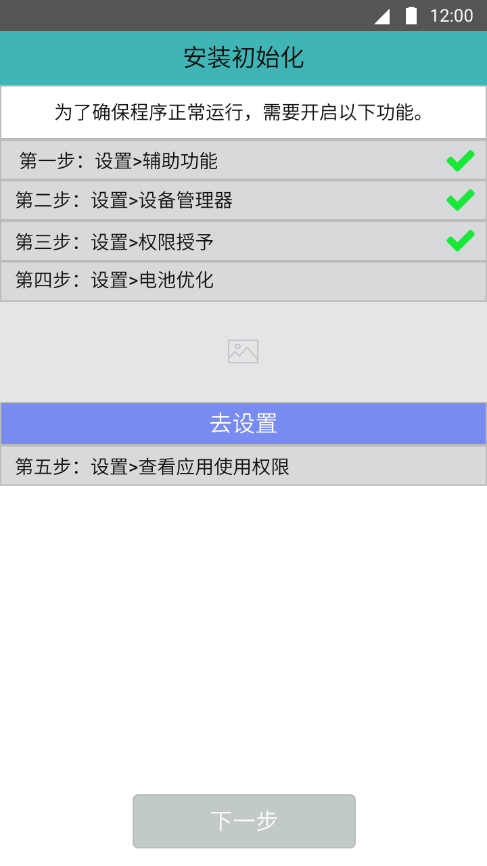 12:00
安装初始化
为了确保程序正常运行，需要开启以下功能。
第一步：设置>辅助功能
第二步：设置>设备管理器
第三步：设置>权限授予
第四步：设置>电池优化
去设置
第五步：设置>查看应用使用权限
下一步